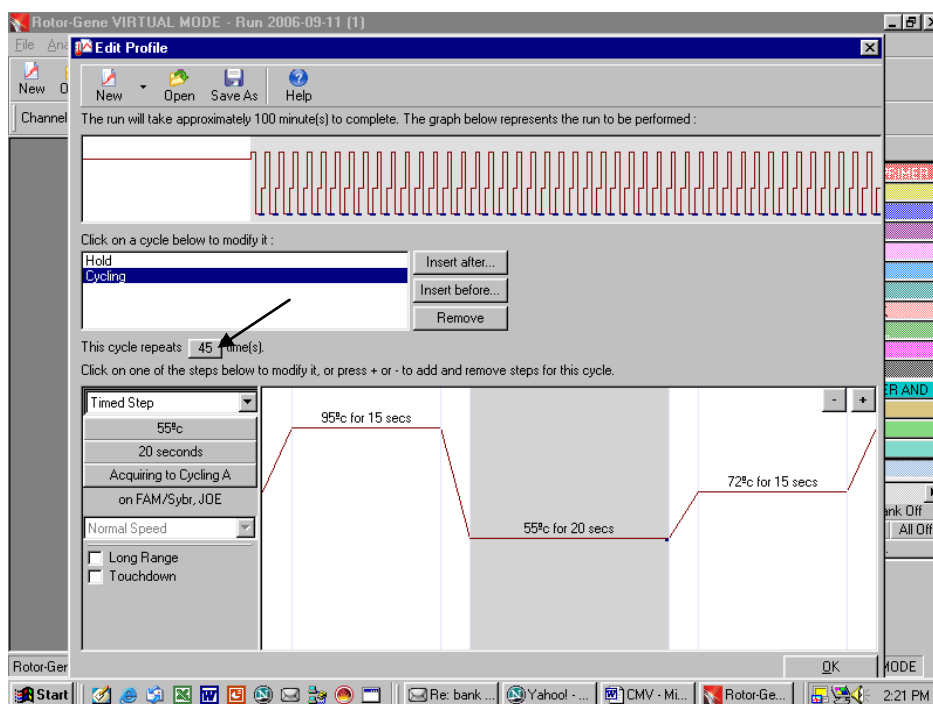 Rotor-Gene VIRTUAL MODE - Run 2006-09-11 (1)
File
Edit Profile
New
New Open Save As Help
Channel
The run will take approximately 100 minute(s) to complete. The graph below represents the run to be performed :
Click on a cycle below to modify it :
Hold
Cycling
Insert after...
Insert before...
Remove
This cycle repeats 45 time(s).
Click on one of the steps below to modify it, or press + or - to add and remove steps for this cycle.
Timed Step
- +
ER AND
55ºc
20 seconds
Acquiring to Cycling A
on FAM/Sybr, JOE
Normal Speed
Long Range
Touchdown
95ºc for 15 secs
55ºc for 20 secs
72ºc for 15 secs
ank Off
All Off
OK
Rotor-Ger
MODE
Start
Re: bank ...
Yahoo! - ...
CMV - Mi...
Rotor-Ge...
2:21 PM